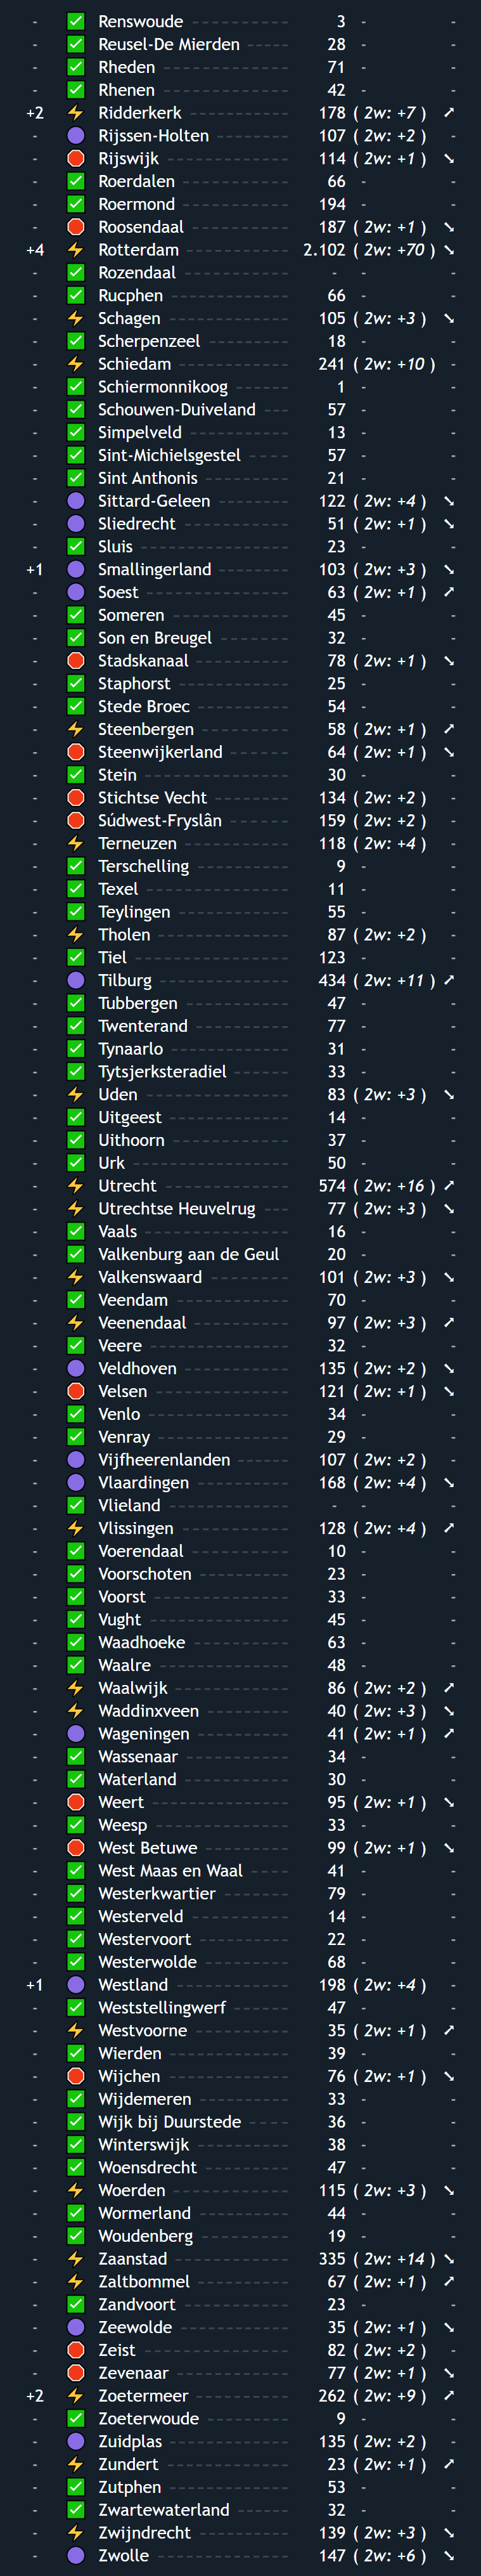 - ✅ Renswoude ------ 3 - -
- ✅ Reusel-De Mierden ------ 28 - -
- ✅ Rheden ------ 71 - -
- ✅ Rhenen ------ 42 - -
+2 ⚡ Ridderkerk ------ 178 ( 2w: +7 ) ➚
- 🟣 Rijssen-Holten ------ 107 ( 2w: +2 ) -
- 🛑 Rijswijk ------ 114 ( 2w: +1 ) ➘
- ✅ Roerdalen ------ 66 - -
- ✅ Roermond ------ 194 - -
- 🛑 Roosendaal ------ 187 ( 2w: +1 ) ➘
+4 ⚡ Rotterdam ------ 2.102 ( 2w: +70 ) ➘
- ✅ Rozendaal ------ - - -
- ✅ Rucphen ------ 66 - -
- ⚡ Schagen ------ 105 ( 2w: +3 ) ➘
- ✅ Scherpenzeel ------ 18 - -
- ⚡ Schiedam ------ 241 ( 2w: +10 ) -
- ✅ Schiermonnikoog ------ 1 - -
- ✅ Schouwen-Duiveland --- 57 - -
- ✅ Simpelveld ------ 13 - -
- ✅ Sint-Michielsgestel ---- 57 - -
- ✅ Sint Anthonis ------ 21 - -
- 🟣 Sittard-Geleen ------ 122 ( 2w: +4 ) ➘
- 🟣 Sliedrecht ------ 51 ( 2w: +1 ) ➘
- ✅ Sluis ------ 23 - -
+1 🟣 Smallingerland ------ 103 ( 2w: +3 ) ➘
- 🟣 Soest ------ 63 ( 2w: +1 ) ➚
- ✅ Someren ------ 45 - -
- ✅ Son en Breugel ------ 32 - -
- 🛑 Stadskanaal ------ 78 ( 2w: +1 ) ➘
- ✅ Staphorst ------ 25 - -
- ✅ Stede Broec ------ 54 - -
- ⚡ Steenbergen ------ 58 ( 2w: +1 ) ➚
- 🛑 Steenwijkerland ------ 64 ( 2w: +1 ) ➘
- ✅ Stein ------ 30 - -
- 🛑 Stichtse Vecht ------ 134 ( 2w: +2 ) -
- 🛑 Súdwest-Fryslân ------ 159 ( 2w: +2 ) -
- ⚡ Terneuzen ------ 118 ( 2w: +4 ) -
- ✅ Terschelling ------ 9 - -
- ✅ Texel ------ 11 - -
- ✅ Teylingen ------ 55 - -
- ⚡ Tholen ------ 87 ( 2w: +2 ) -
- ✅ Tiel ------ 123 - -
- 🟣 Tilburg ------ 434 ( 2w: +11 ) ➚
- ✅ Tubbergen ------ 47 - -
- ✅ Twenterand ------ 77 - -
- ✅ Tynaarlo ------ 31 - -
- ✅ Tytsjerksteradiel ------ 33 - -
- ⚡ Uden ------ 83 ( 2w: +3 ) ➘
- ✅ Uitgeest ------ 14 - -
- ✅ Uithoorn ------ 37 - -
- ✅ Urk ------ 50 - -
- ⚡ Utrecht ------ 574 ( 2w: +16 ) ➚
- ⚡ Utrechtse Heuvelrug --- 77 ( 2w: +3 ) ➘
- ✅ Vaals ------ 16 - -
- ✅ Valkenburg aan de Geul 20 - -
- ⚡ Valkenswaard ------ 101 ( 2w: +3 ) ➘
- ✅ Veendam ------ 70 - -
- ⚡ Veenendaal ------ 97 ( 2w: +3 ) ➚
- ✅ Veere ------ 32 - -
- 🟣 Veldhoven ------ 135 ( 2w: +2 ) ➘
- 🛑 Velsen ------ 121 ( 2w: +1 ) ➘
- ✅ Venlo ------ 34 - -
- ✅ Venray ------ 29 - -
- 🟣 Vijfheerenlanden ------ 107 ( 2w: +2 ) -
- 🟣 Vlaardingen ------ 168 ( 2w: +4 ) ➘
- ✅ Vlieland ------ - - -
- ⚡ Vlissingen ------ 128 ( 2w: +4 ) ➚
- ✅ Voerendaal ------ 10 - -
- ✅ Voorschoten ------ 23 - -
- ✅ Voorst ------ 33 - -
- ✅ Vught ------ 45 - -
- ✅ Waadhoeke ------ 63 - -
- ✅ Waalre ------ 48 - -
- ⚡ Waalwijk ------ 86 ( 2w: +2 ) ➚
- ⚡ Waddinxveen ------ 40 ( 2w: +3 ) ➘
- 🟣 Wageningen ------ 41 ( 2w: +1 ) ➚
- ✅ Wassenaar ------ 34 - -
- ✅ Waterland ------ 30 - -
- 🛑 Weert ------ 95 ( 2w: +1 ) ➘
- ✅ Weesp ------ 33 - -
- 🛑 West Betuwe ------ 99 ( 2w: +1 ) ➘
- ✅ West Maas en Waal ---- 41 - -
- ✅ Westerkwartier ------ 79 - -
- ✅ Westerveld ------ 14 - -
- ✅ Westervoort ------ 22 - -
- ✅ Westerwolde ------ 68 - -
+1 🟣 Westland ------ 198 ( 2w: +4 ) -
- ✅ Weststellingwerf ------ 47 - -
- ⚡ Westvoorne ------ 35 ( 2w: +1 ) ➚
- ✅ Wierden ------ 39 - -
- 🛑 Wijchen ------ 76 ( 2w: +1 ) ➘
- ✅ Wijdemeren ------ 33 - -
- ✅ Wijk bij Duurstede ---- 36 - -
- ✅ Winterswijk ------ 38 - -
- ✅ Woensdrecht ------ 47 - -
- ⚡ Woerden ------ 115 ( 2w: +3 ) ➘
- ✅ Wormerland ------ 44 - -
- ✅ Woudenberg ------ 19 - -
- ⚡ Zaanstad ------ 335 ( 2w: +14 ) ➘
- ⚡ Zaltbommel ------ 67 ( 2w: +1 ) ➚
- ✅ Zandvoort ------ 23 - -
- 🟣 Zeewolde ------ 35 ( 2w: +1 ) ➘
- 🛑 Zeist ------ 82 ( 2w: +2 ) -
- 🛑 Zevenaar ------ 77 ( 2w: +1 ) ➘
+2 ⚡ Zoetermeer ------ 262 ( 2w: +9 ) ➚
- ✅ Zoeterwoude ------ 9 - -
- 🟣 Zuidplas ------ 135 ( 2w: +2 ) -
- ⚡ Zundert ------ 23 ( 2w: +1 ) ➚
- ✅ Zutphen ------ 53 - -
- ✅ Zwartewaterland ------ 32 - -
- ⚡ Zwijndrecht ------ 139 ( 2w: +3 ) ➘
- 🟣 Zwolle ------ 147 ( 2w: +6 ) ➘